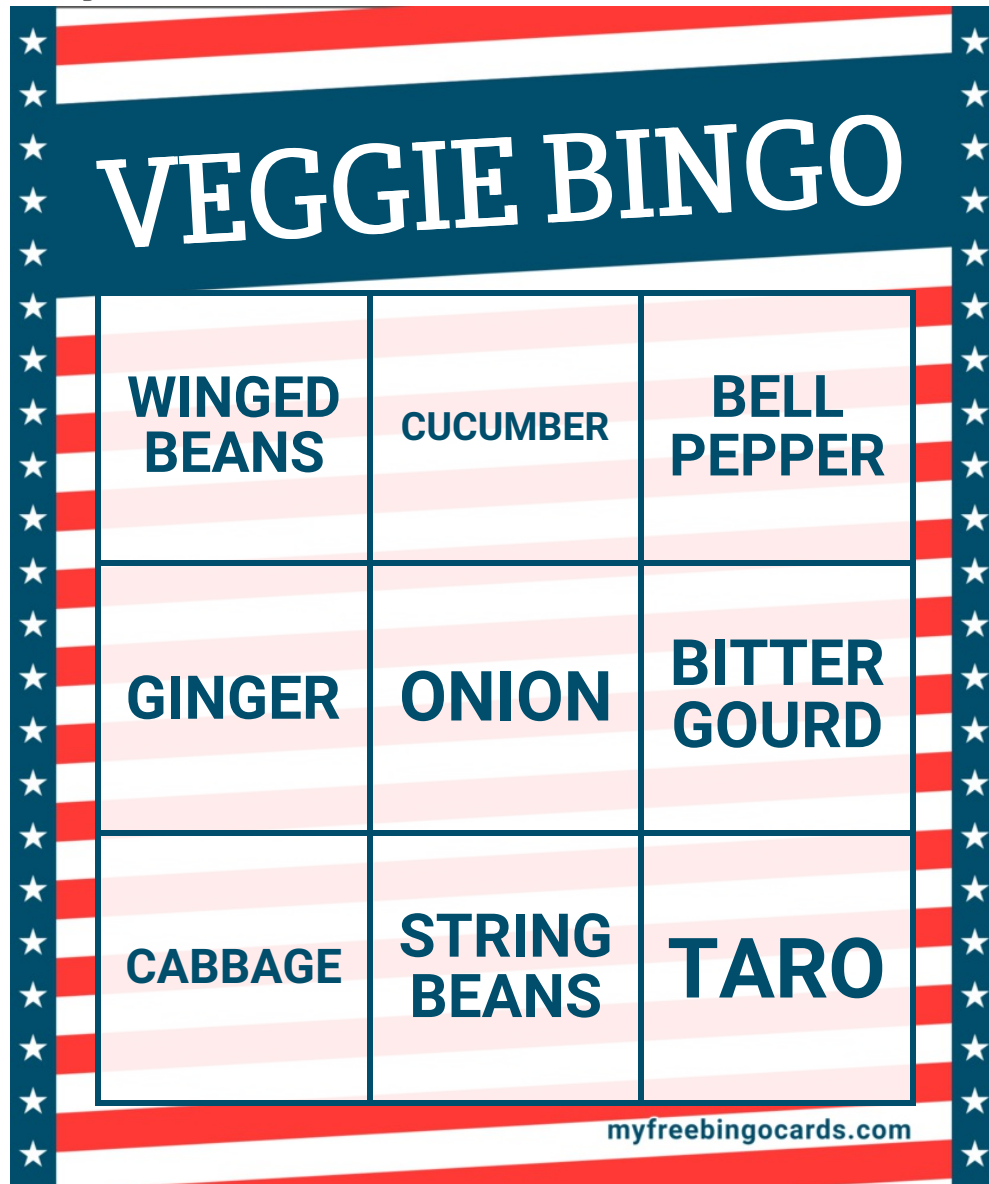 VEGGIE BINGO
WINGED
BEANS
CUCUMBER
BELL
PEPPER
GINGER
ONION
BITTER
GOURD
CABBAGE
STRING
BEANS
TARO
myfreebingocards.com